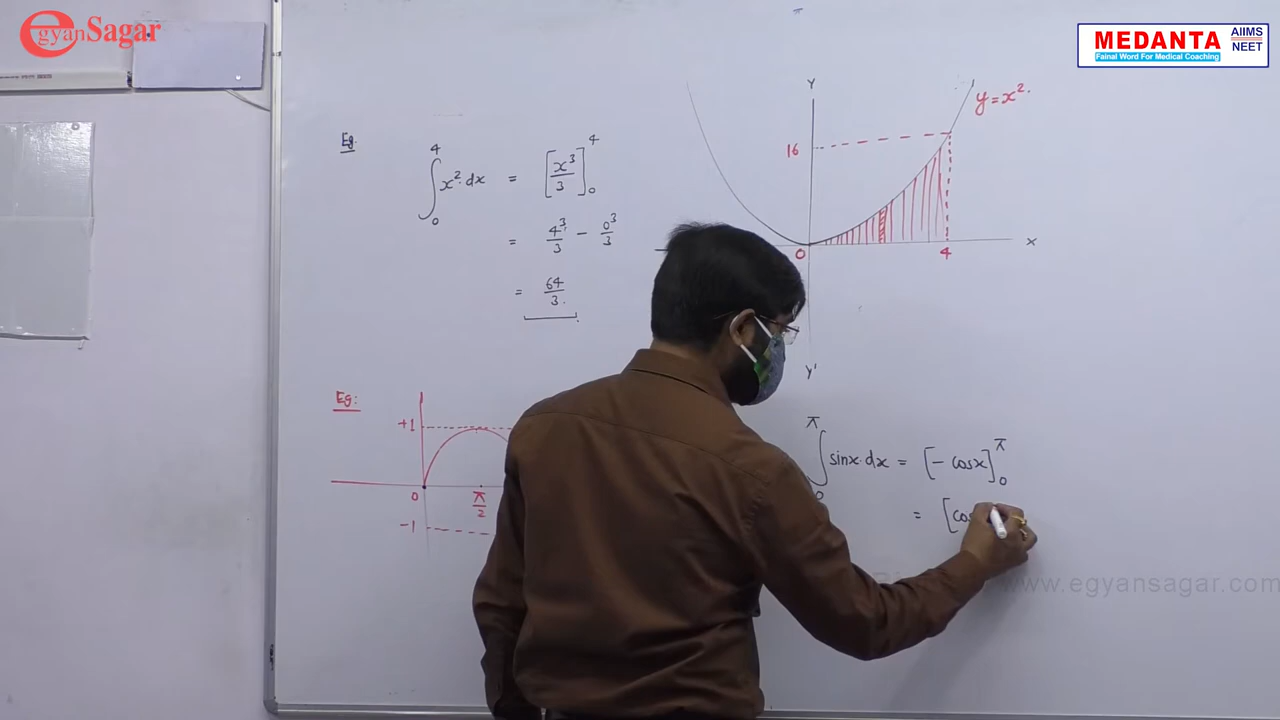 egyanSagar
MEDANTA
Fainal Word For Medical Coaching
AIIMS
NEET
Eg.
∫₀⁴ x²·dx = [x³/3]₀⁴
= 4³/3 − 0³/3
= 64/3.
Y
y = x².
16
0
4
X
Y'
Eg:
+1
0
π/2
−1
∫₀^π sinx·dx = [− cosx]₀^π
= [cos
www.egyansagar.com